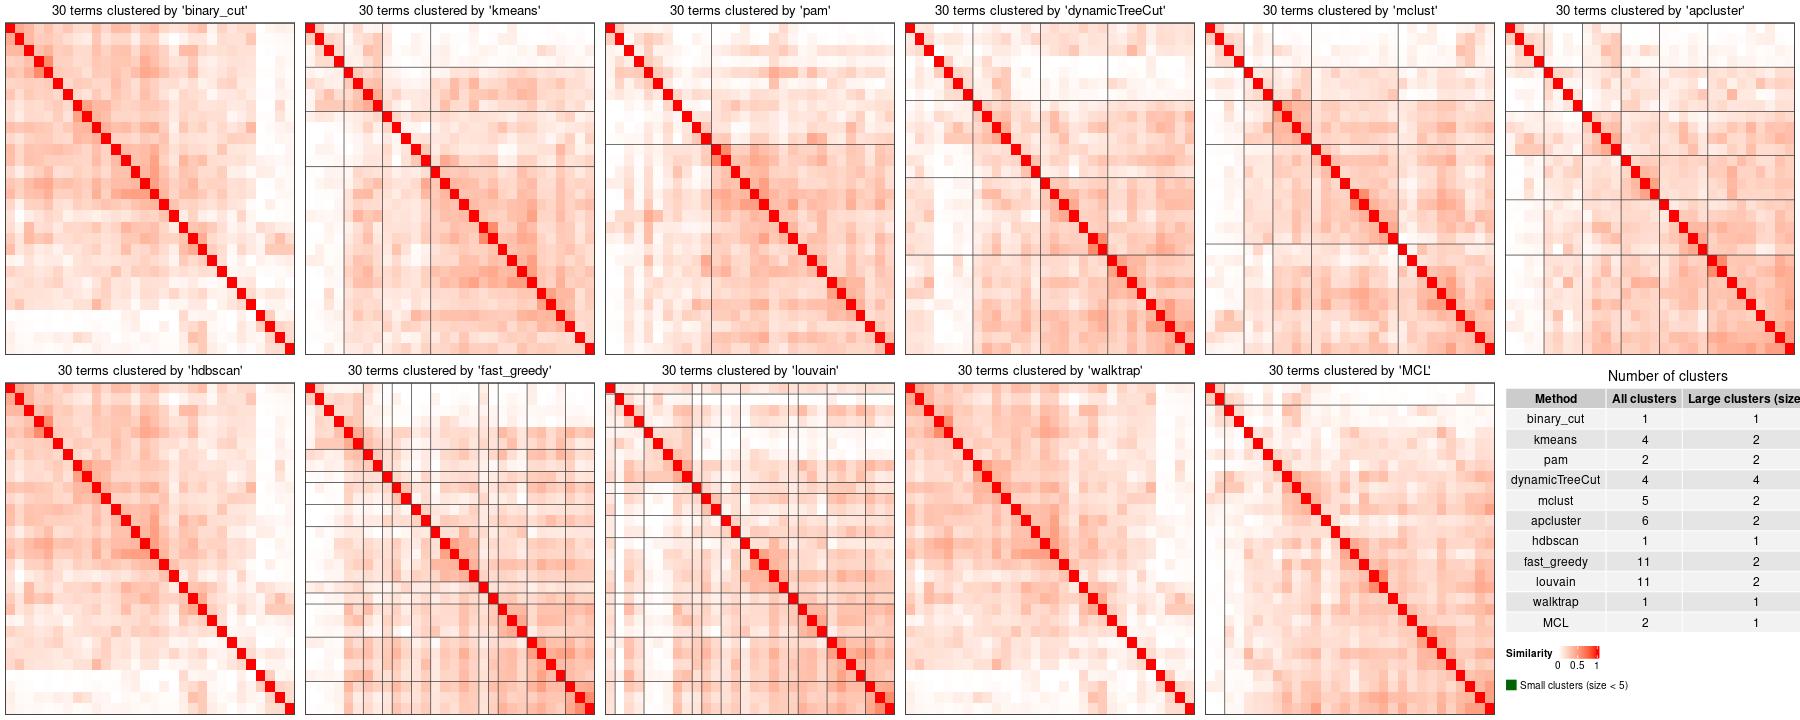 30 terms clustered by 'binary_cut'
30 terms clustered by 'kmeans'
30 terms clustered by 'pam'
30 terms clustered by 'dynamicTreeCut'
30 terms clustered by 'mclust'
30 terms clustered by 'apcluster'
30 terms clustered by 'hdbscan'
30 terms clustered by 'fast_greedy'
30 terms clustered by 'louvain'
30 terms clustered by 'walktrap'
30 terms clustered by 'MCL'
Number of clusters
Method All clusters Large clusters (size
binary_cut 1 1
kmeans 4 2
pam 2 2
dynamicTreeCut 4 4
mclust 5 2
apcluster 6 2
hdbscan 1 1
fast_greedy 11 2
louvain 11 2
walktrap 1 1
MCL 2 1
Similarity
0 0.5 1
Small clusters (size < 5)